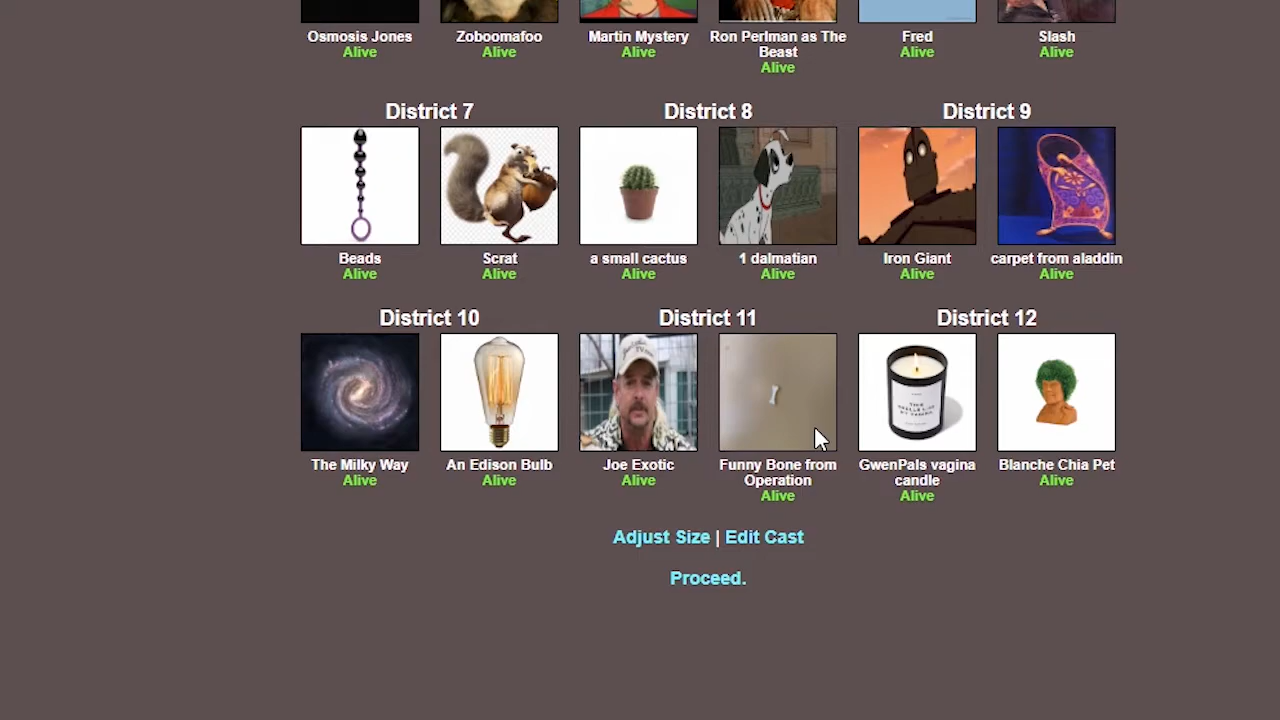 Osmosis Jones
Alive
Zoboomafoo
Alive
Martin Mystery
Alive
Ron Perlman as The
Beast
Alive
Fred
Alive
Slash
Alive
District 7
District 8
District 9
Beads
Alive
Scrat
Alive
a small cactus
Alive
1 dalmatian
Alive
Iron Giant
Alive
carpet from aladdin
Alive
District 10
District 11
District 12
The Milky Way
Alive
An Edison Bulb
Alive
Joe Exotic
Alive
Funny Bone from
Operation
Alive
GwenPals vagina
candle
Alive
Blanche Chia Pet
Alive
Adjust Size | Edit Cast
Proceed.